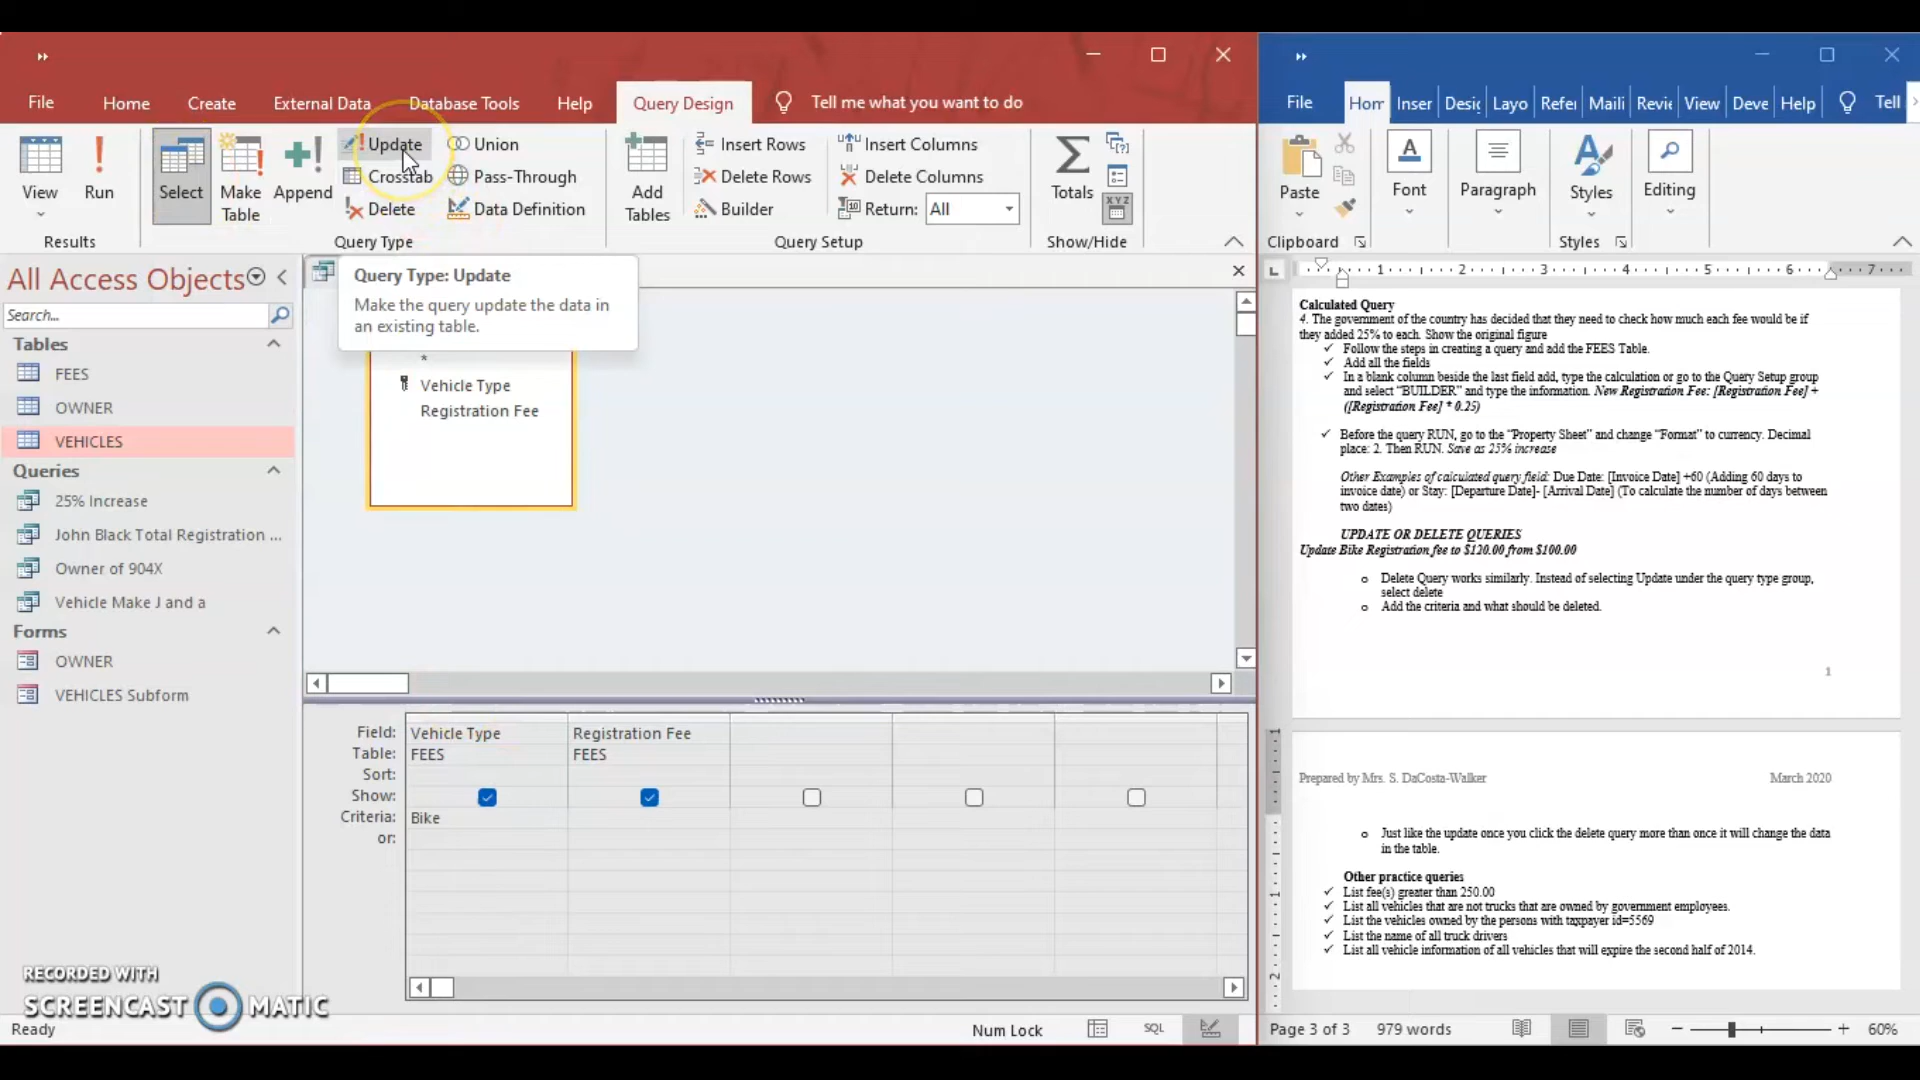 File
Home
Create
External Data
Database Tools
Help
Query Design
Tell me what you want to do
View
Run
Results
Select
Make Table
Append
Update
Crosstab
Delete
Union
Pass-Through
Data Definition
Query Type
Add Tables
Insert Rows
Delete Rows
Builder
Insert Columns
Delete Columns
Return: All
Query Setup
Totals
XYZ
Show/Hide
All Access Objects
Search...
Tables
FEES
OWNER
VEHICLES
Queries
25% Increase
John Black Total Registration ...
Owner of 904X
Vehicle Make J and a
Forms
OWNER
VEHICLES Subform
Query Type: Update
Make the query update the data in
an existing table.
*
Vehicle Type
Registration Fee
Field: Vehicle Type Registration Fee
Table: FEES FEES
Sort:
Show:
Criteria: Bike
or:
RECORDED WITH
SCREENCAST MATIC
Ready
Num Lock
SQL
File
Hom
Inser
Desig
Layo
Refer
Maili
Revie
View
Deve
Help
Tell
Paste
Clipboard
Font
Paragraph
Styles
Styles
Editing
1 2 3 4 5 6 7
Calculated Query
4. The government of the country has decided that they need to check how much each fee would be if
they added 25% to each. Show the original figure
✓ Follow the steps in creating a query and add the FEES Table.
✓ Add all the fields
✓ In a blank column beside the last field add, type the calculation or go to the Query Setup group
and select “BUILDER” and type the information. New Registration Fee: [Registration Fee] +
([Registration Fee] * 0.25)
✓ Before the query RUN, go to the “Property Sheet” and change “Format” to currency. Decimal
place: 2. Then RUN. Save as 25% increase
Other Examples of calculated query field: Due Date: [Invoice Date] +60 (Adding 60 days to
invoice date) or Stay: [Departure Date]- [Arrival Date] (To calculate the number of days between
two dates)
UPDATE OR DELETE QUERIES
Update Bike Registration fee to $120.00 from $100.00
o Delete Query works similarly. Instead of selecting Update under the query type group,
select delete
o Add the criteria and what should be deleted.
1
Prepared by Mrs. S. DaCosta-Walker March 2020
o Just like the update once you click the delete query more than once it will change the data
in the table.
Other practice queries
✓ List fee(s) greater than 250.00
✓ List all vehicles that are not trucks that are owned by government employees.
✓ List the vehicles owned by the persons with taxpayer id=5569
✓ List the name of all truck drivers
✓ List all vehicle information of all vehicles that will expire the second half of 2014.
Page 3 of 3
979 words
60%